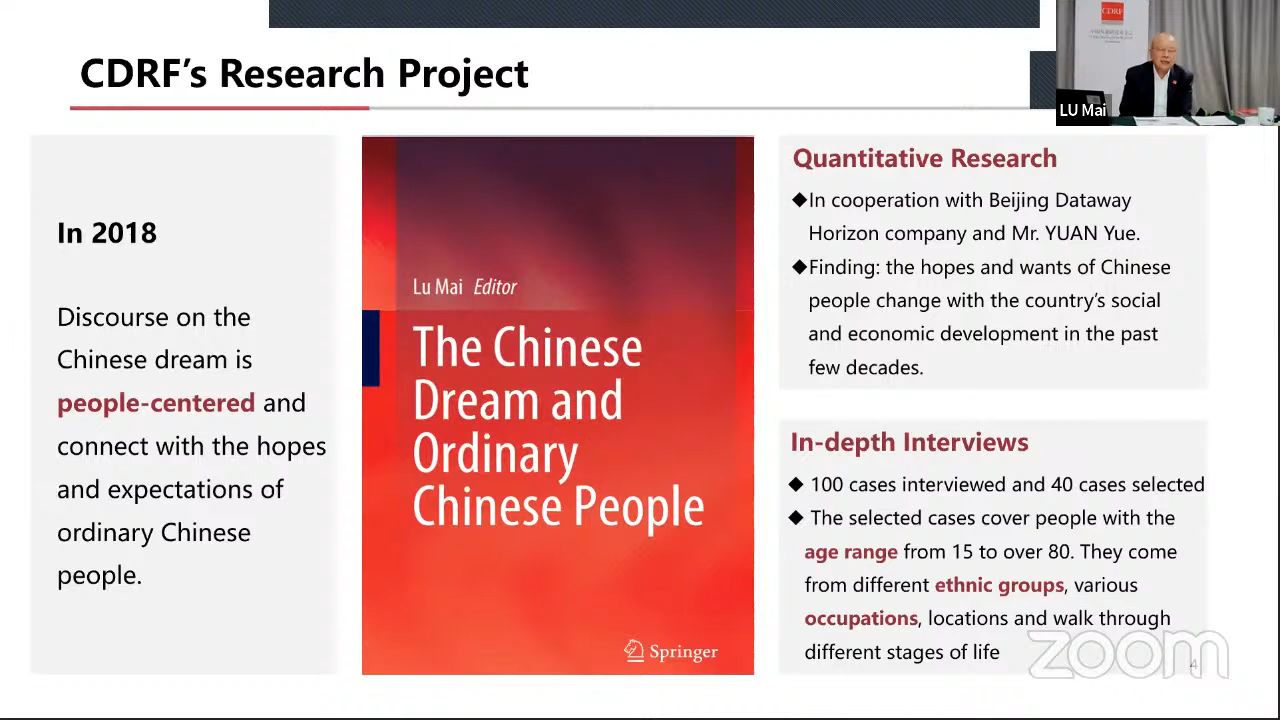 CDRF's Research Project
CDRF
LU Mai
In 2018
Discourse on the
Chinese dream is
people-centered and
connect with the hopes
and expectations of
ordinary Chinese
people.
Lu Mai Editor
The Chinese
Dream and
Ordinary
Chinese People
Springer
Quantitative Research
◆In cooperation with Beijing Dataway
Horizon company and Mr. YUAN Yue.
◆Finding: the hopes and wants of Chinese
people change with the country's social
and economic development in the past
few decades.
In-depth Interviews
◆ 100 cases interviewed and 40 cases selected
◆ The selected cases cover people with the
age range from 15 to over 80. They come
from different ethnic groups, various
occupations, locations and walk through
different stages of life
zoom
4